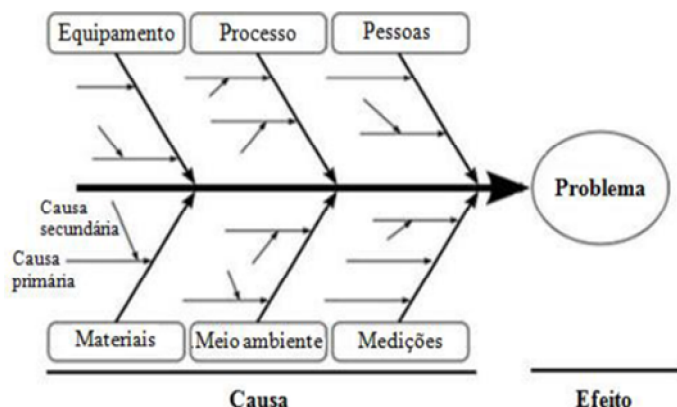 Equipamento
Processo
Pessoas
Problema
Causa
secundária
Causa
primária
Materiais
.Meio ambiente
Medições
Causa
Efeito